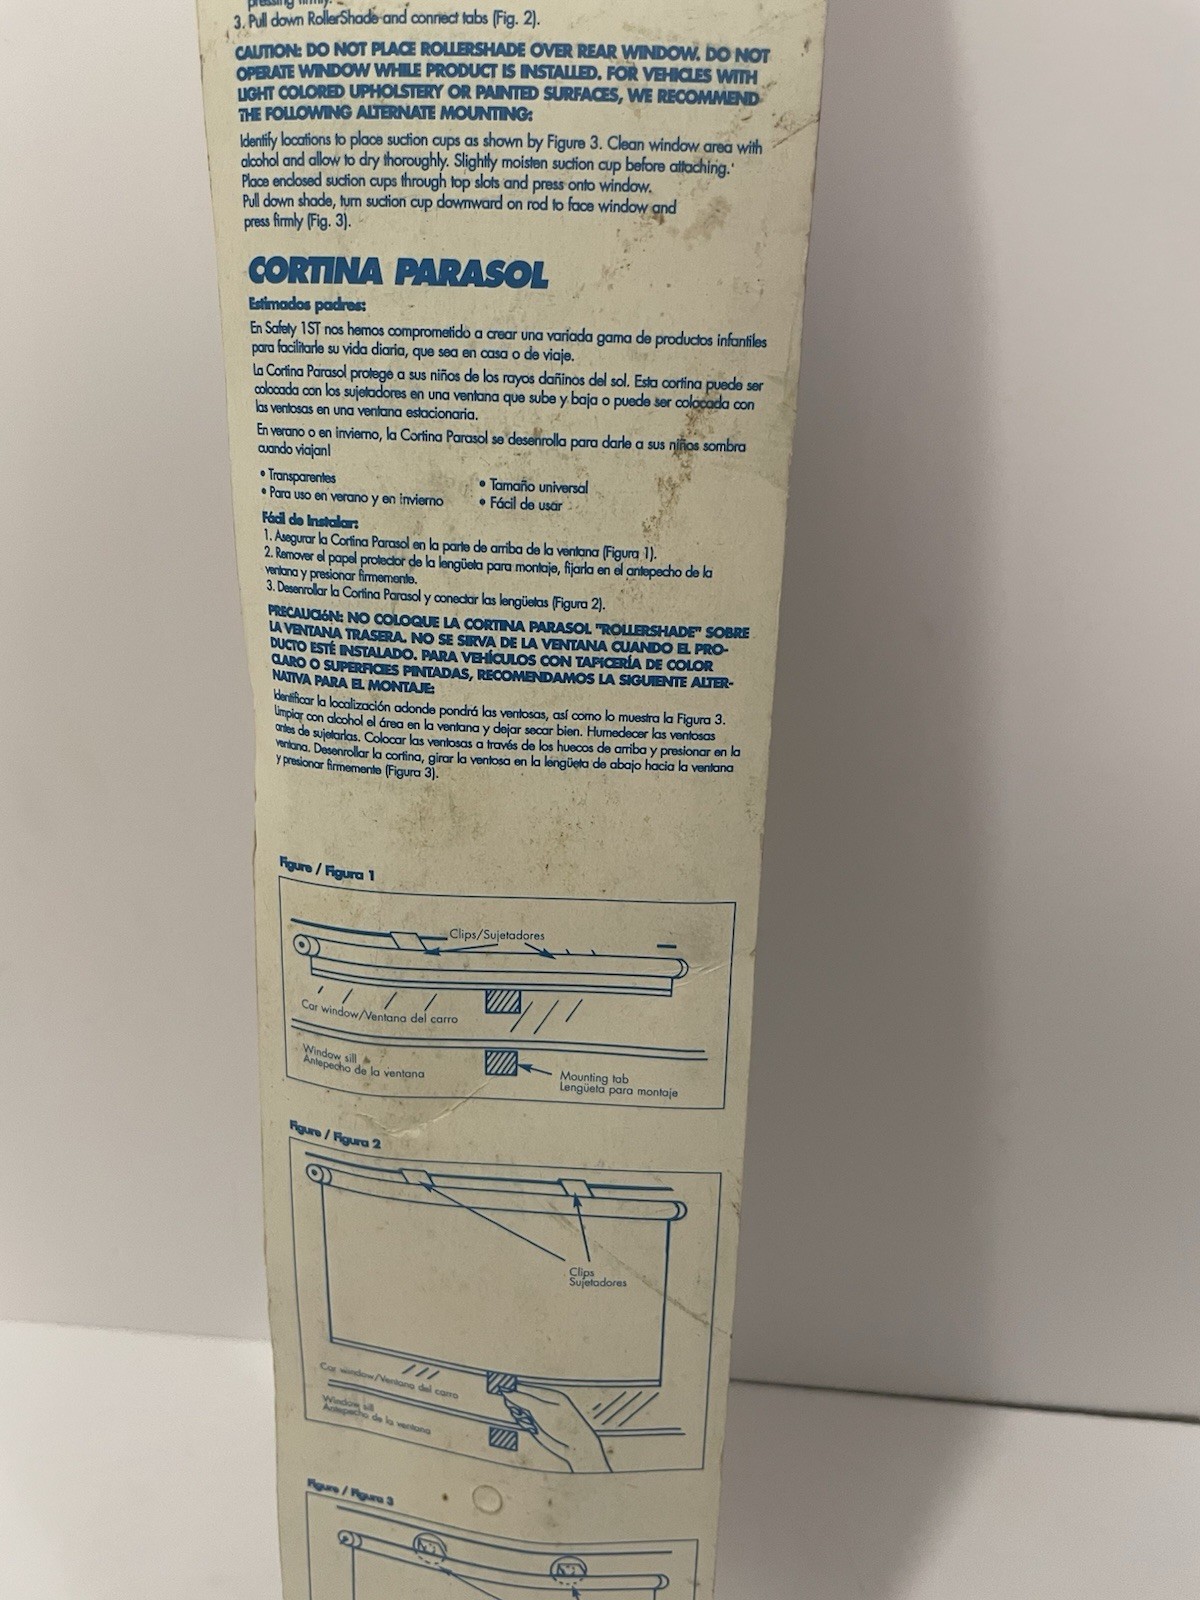 pressing firmly.
3. Pull down RollerShade and connect tabs (Fig. 2).
CAUTION: DO NOT PLACE ROLLERSHADE OVER REAR WINDOW. DO NOT
OPERATE WINDOW WHILE PRODUCT IS INSTALLED. FOR VEHICLES WITH
LIGHT COLORED UPHOLSTERY OR PAINTED SURFACES, WE RECOMMEND
THE FOLLOWING ALTERNATE MOUNTING:
Identify locations to place suction cups as shown by Figure 3. Clean window area with
alcohol and allow to dry thoroughly. Slightly moisten suction cup before attaching.
Place enclosed suction cups through top slots and press onto window.
Pull down shade, turn suction cup downward on rod to face window and
press firmly (Fig. 3).
CORTINA PARASOL
Estimados padres:
En Safety 1ST nos hemos comprometido a crear una variada gama de productos infantiles
para facilitarle su vida diaria, que sea en casa o de viaje.
La Cortina Parasol protege a sus niños de los rayos dañinos del sol. Esta cortina puede ser
colocada con los sujetadores en una ventana que sube y baja o puede ser colocada con
las ventosas en una ventana estacionaria.
En verano o en invierno, la Cortina Parasol se desenrolla para darle a sus niños sombra
cuando viajan!
• Transparentes
• Para uso en verano y en invierno
• Tamaño universal
• Fácil de usar
Fácil de Instalar:
1. Asegurar la Cortina Parasol en la parte de arriba de la ventana (Figura 1).
2. Remover el papel protector de la lengüeta para montaje, fijarla en el antepecho de la
ventana y presionar firmemente.
3. Desenrollar la Cortina Parasol y conectar las lengüetas (Figura 2).
PRECAUCIóN: NO COLOQUE LA CORTINA PARASOL "ROLLERSHADE" SOBRE
LA VENTANA TRASERA. NO SE SIRVA DE LA VENTANA CUANDO EL PRO-
DUCTO ESTÉ INSTALADO. PARA VEHÍCULOS CON TAPICERÍA DE COLOR
CLARO O SUPERFICIES PINTADAS, RECOMENDAMOS LA SIGUIENTE ALTER-
NATIVA PARA EL MONTAJE:
Identificar la localización adonde pondrá las ventosas, así como lo muestra la Figura 3.
Limpiar con alcohol el área en la ventana y dejar secar bien. Humedecer las ventosas
antes de sujetarlas. Colocar las ventosas a través de los huecos de arriba y presionar en la
ventana. Desenrollar la cortina, girar la ventosa en la lengüeta de abajo hacia la ventana
y presionar firmemente (Figura 3).
Figure / Figura 1
Clips/Sujetadores
Car window/Ventana del carro
Window sill
Antepecho de la ventana
Mounting tab
Lengüeta para montaje
Figure / Figura 2
Clips
Sujetadores
Car window/Ventana del carro
Window sill
Antepecho de la ventana
Figure / Figura 3